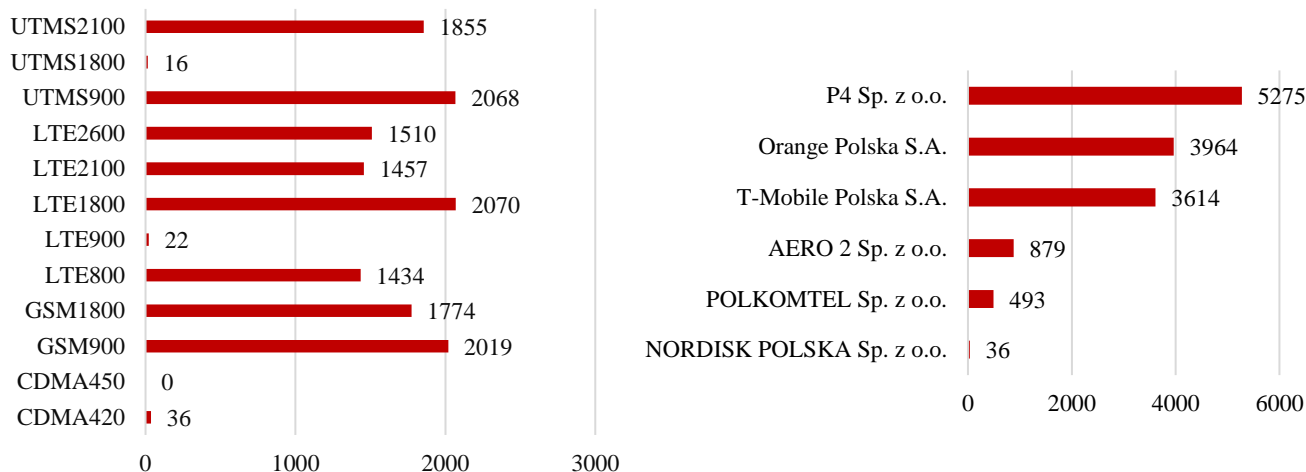 UTMS2100 1855
UTMS1800 16
UTMS900 2068
LTE2600 1510
LTE2100 1457
LTE1800 2070
LTE900 22
LTE800 1434
GSM1800 1774
GSM900 2019
CDMA450 0
CDMA420 36
0 1000 2000 3000
P4 Sp. z o.o. 5275
Orange Polska S.A. 3964
T-Mobile Polska S.A. 3614
AERO 2 Sp. z o.o. 879
POLKOMTEL Sp. z o.o. 493
NORDISK POLSKA Sp. z o.o. 36
0 2000 4000 6000